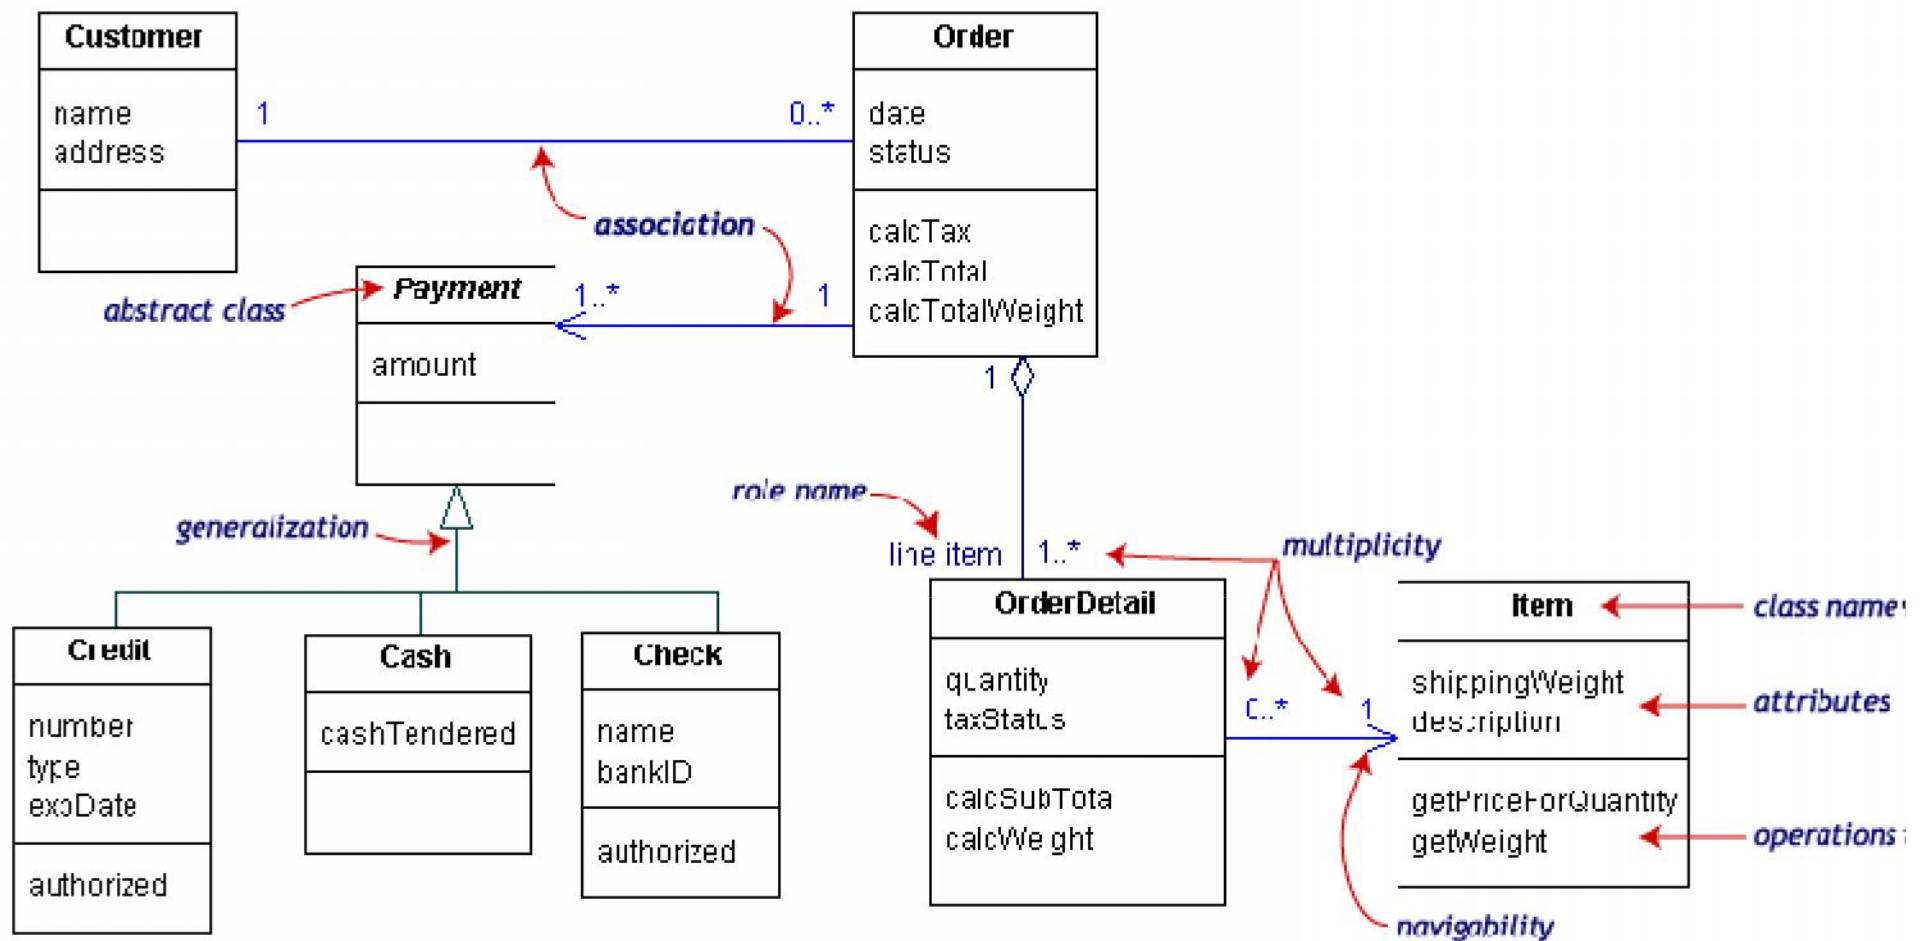 Customer
name
address
1
0..*
Order
date
status
calcTax
calcTotal
calcTotalWeight
association
abstract class
Payment
amount
1..*
1
1
generalization
role name
line item
1..*
multiplicity
Credit
number
type
expDate
authorized
Cash
cashTendered
Check
name
bankID
authorized
OrderDetail
quantity
taxStatus
calcSubTota
calcWeight
0..*
1
Item
shippingWeight
description
getPriceForQuantity
getWeight
class name
attributes
operations
navigability